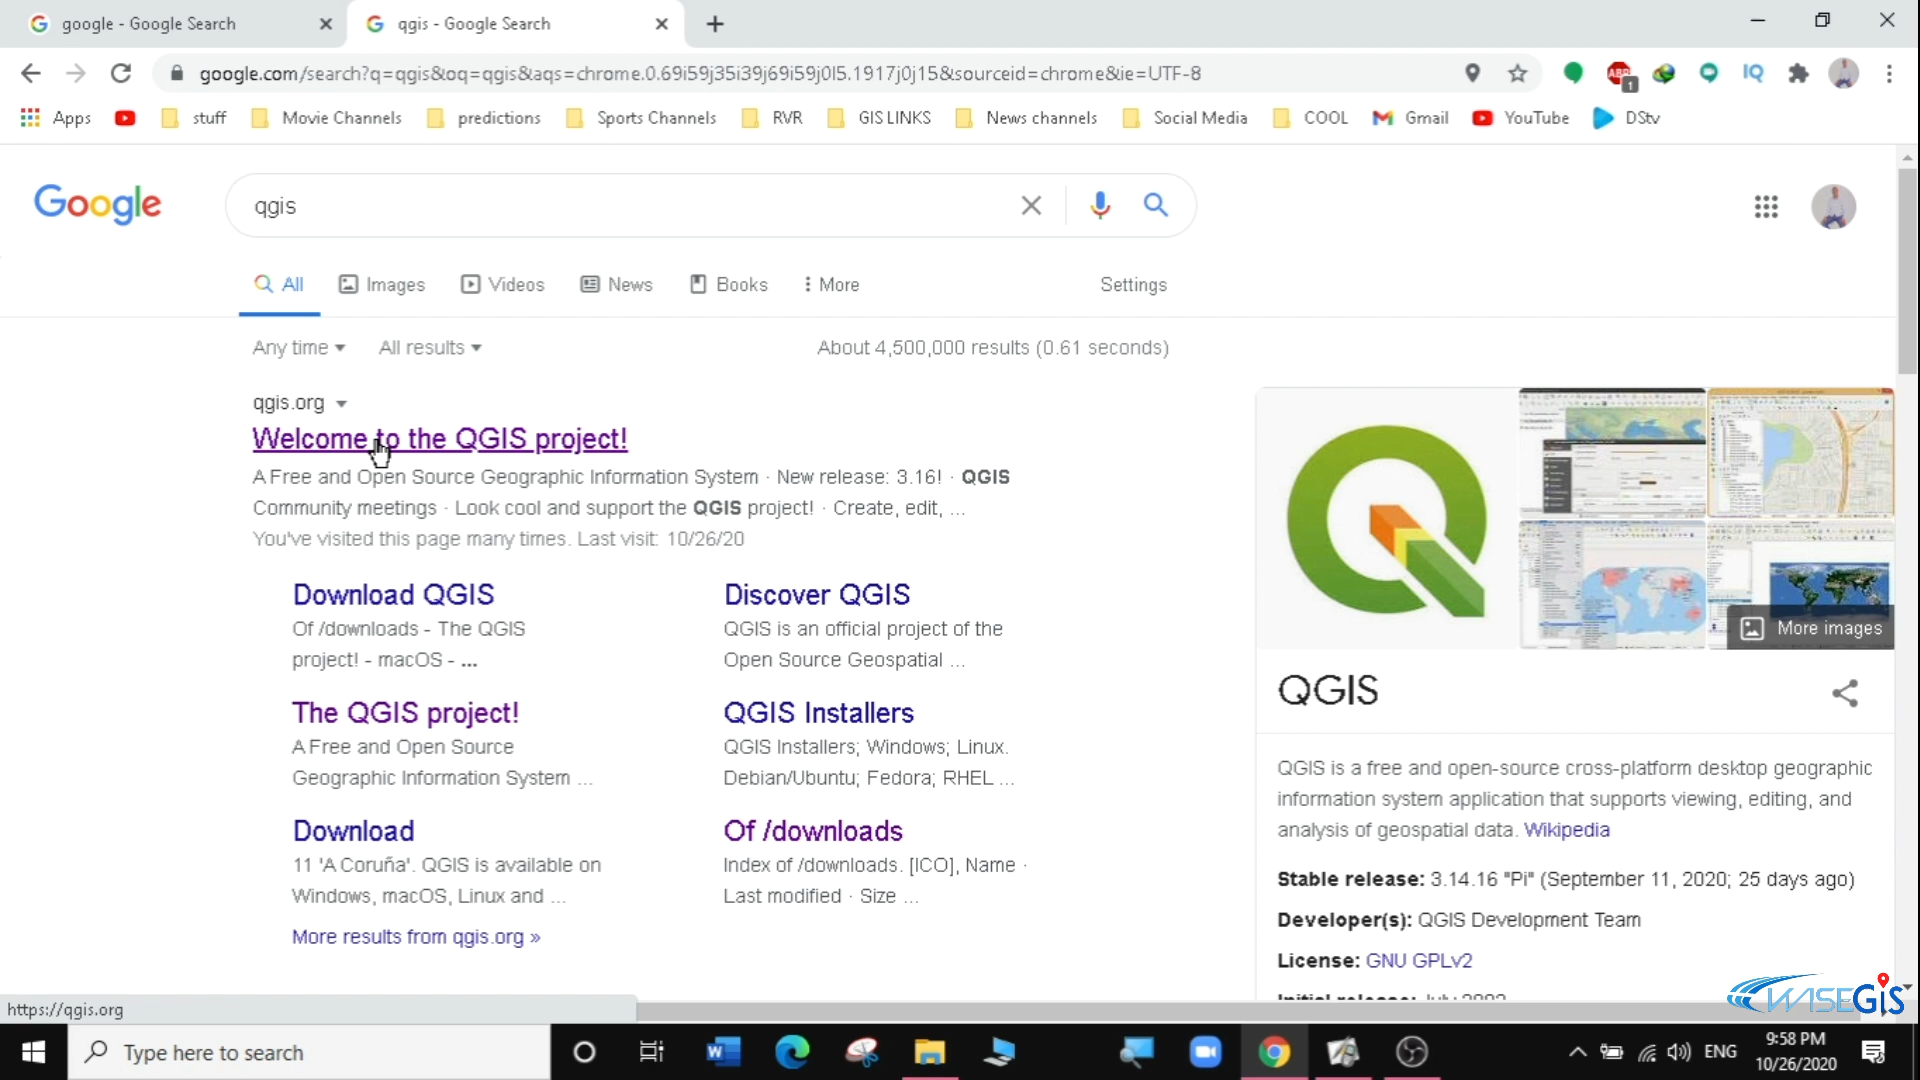 google - Google Search
qgis - Google Search
google.com/search?q=qgis&oq=qgis&aqs=chrome.0.69i59j35i39j69i59j0l5.1917j0j15&sourceid=chrome&ie=UTF-8
ABP
1
IQ
Apps
stuff
Movie Channels
predictions
Sports Channels
RVR
GIS LINKS
News channels
Social Media
COOL
Gmail
YouTube
DStv
Google
qgis
All
Images
Videos
News
Books
More
Settings
Any time
All results
About 4,500,000 results (0.61 seconds)
qgis.org
Welcome to the QGIS project!
A Free and Open Source Geographic Information System · New release: 3.16! · QGIS
Community meetings · Look cool and support the QGIS project! · Create, edit, ...
You've visited this page many times. Last visit: 10/26/20
Download QGIS
Of /downloads - The QGIS
project! - macOS - ...
Discover QGIS
QGIS is an official project of the
Open Source Geospatial ...
The QGIS project!
A Free and Open Source
Geographic Information System ...
QGIS Installers
QGIS Installers; Windows; Linux.
Debian/Ubuntu; Fedora; RHEL ...
Download
11 'A Coruña'. QGIS is available on
Windows, macOS, Linux and ...
Of /downloads
Index of /downloads. [ICO], Name ·
Last modified · Size ...
More results from qgis.org »
More images
QGIS
QGIS is a free and open-source cross-platform desktop geographic
information system application that supports viewing, editing, and
analysis of geospatial data. Wikipedia
Stable release: 3.14.16 "Pi" (September 11, 2020; 25 days ago)
Developer(s): QGIS Development Team
License: GNU GPLv2
Initial release: July 2002
WASEGIS
https://qgis.org
Type here to search
ENG
9:58 PM
10/26/2020